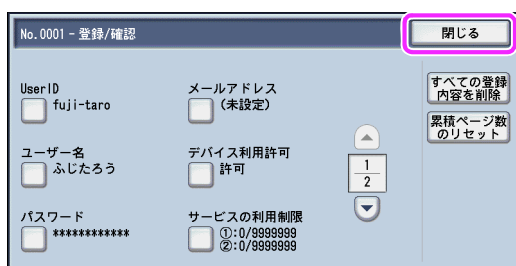 No.0001 - 登録/確認
閉じる
UserID
fuji-taro
メールアドレス
(未設定)
すべての登録
内容を削除
累積ページ数
のリセット
ユーザー名
ふじたろう
デバイス利用許可
許可
1
2
パスワード
************
サービスの利用制限
①:0/9999999
②:0/9999999